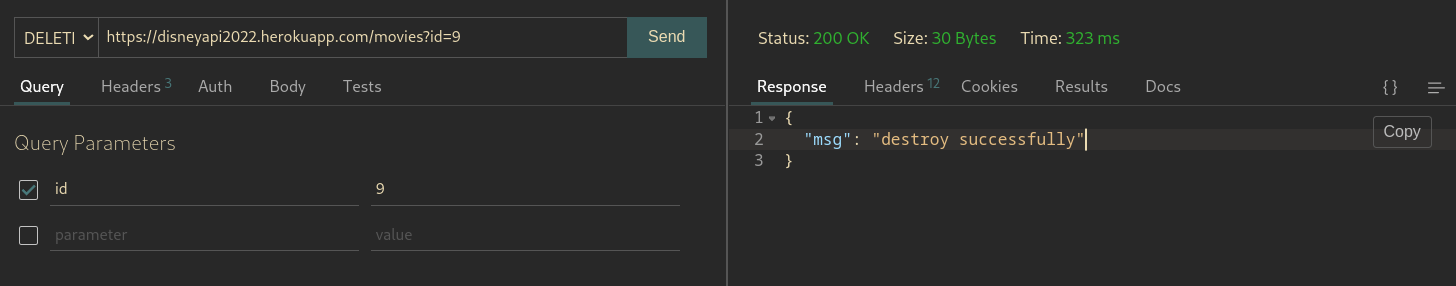 DELETI https://disneyapi2022.herokuapp.com/movies?id=9 Send
Query Headers 3 Auth Body Tests
Query Parameters
id 9
parameter value
Status: 200 OK Size: 30 Bytes Time: 323 ms
Response Headers 12 Cookies Results Docs { }
1 {
2 "msg": "destroy successfully"
Copy
3 }